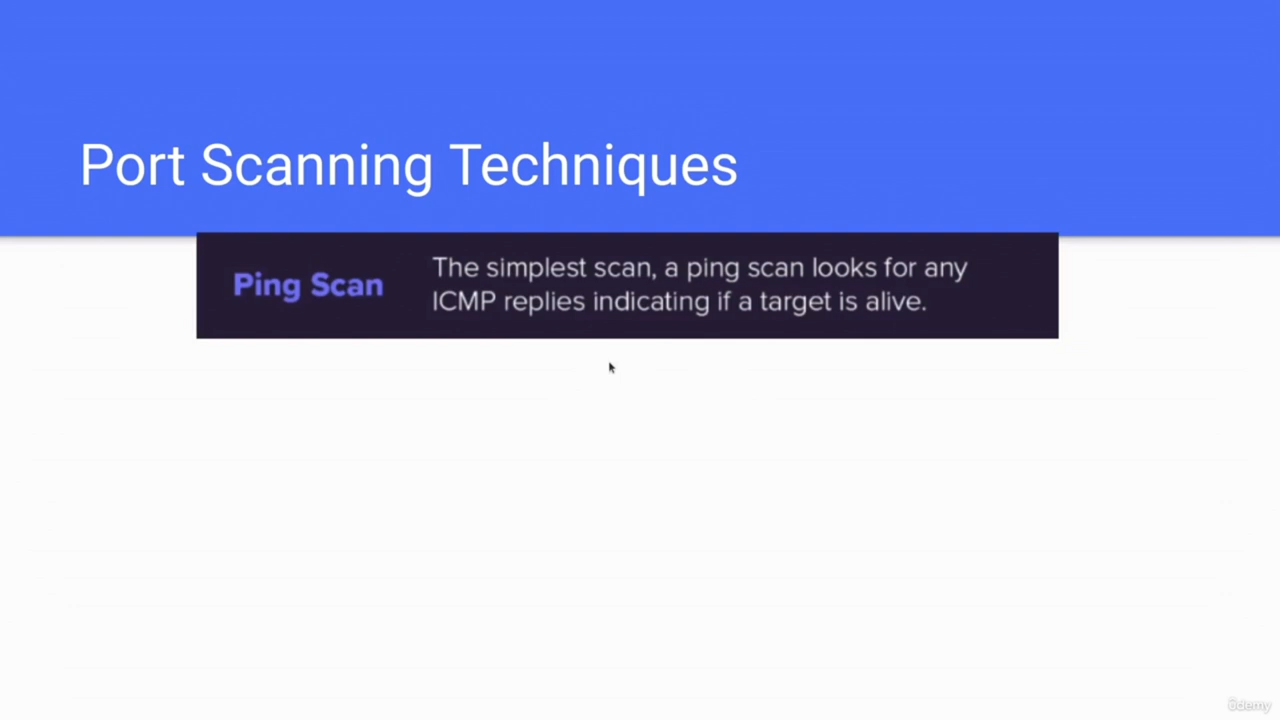 Port Scanning Techniques
Ping Scan
The simplest scan, a ping scan looks for any
ICMP replies indicating if a target is alive.
ûdemy